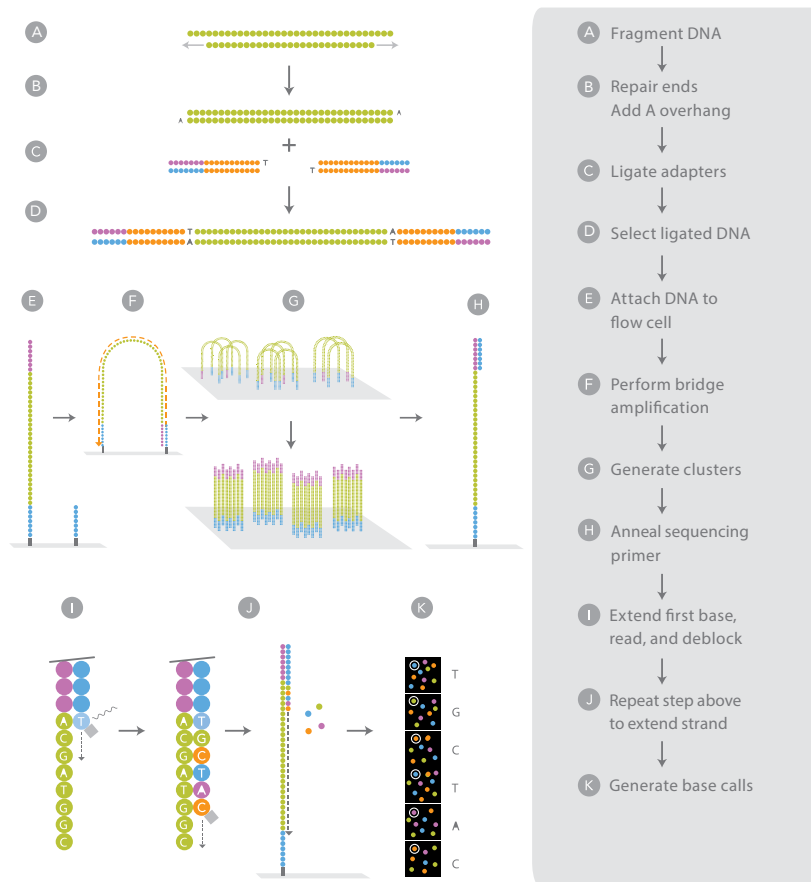 A
B
A
A
+
C
T
T
D
T
A
A
T
E
F
G
H
I
J
K
A T
C
G
A
T
G
G
C
A T
C G
G C
A T
T A
G C
G
C
T
G
C
T
A
C
A Fragment DNA
B Repair ends
Add A overhang
C Ligate adapters
D Select ligated DNA
E Attach DNA to
flow cell
F Perform bridge
amplification
G Generate clusters
H Anneal sequencing
primer
I Extend first base,
read, and deblock
J Repeat step above
to extend strand
K Generate base calls